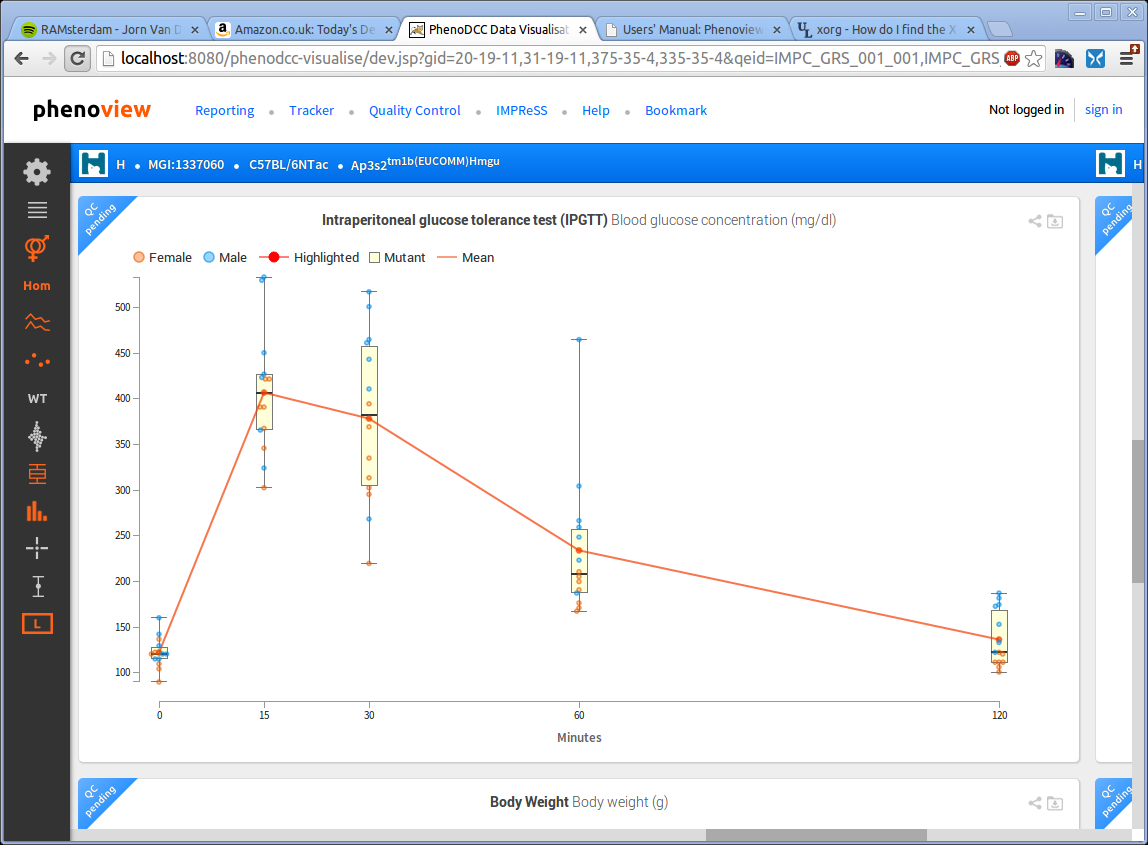 RAMsterdam - Jorn Van D
Amazon.co.uk: Today's De
PhenoDCC Data Visualisat
Users' Manual: Phenoview
xorg - How do I find the X
localhost:8080/phenodcc-visualise/dev.jsp?gid=20-19-11,31-19-11,375-35-4,335-35-4&qeid=IMPC_GRS_001_001,IMPC_GRS_
ABP
phenoview
Reporting • Tracker • Quality Control • IMPReSS • Help • Bookmark
Not logged in
sign in
H • MGI:1337060 • C57BL/6NTac • Ap3s2tm1b(EUCOMM)Hmgu
H
QC pending
Intraperitoneal glucose tolerance test (IPGTT) Blood glucose concentration (mg/dl)
QC pending
Female Male Highlighted Mutant Mean
Hom
WT
L
500
450
400
350
300
250
200
150
100
0 15 30 60 120
Minutes
QC pending
Body Weight Body weight (g)
QC pending